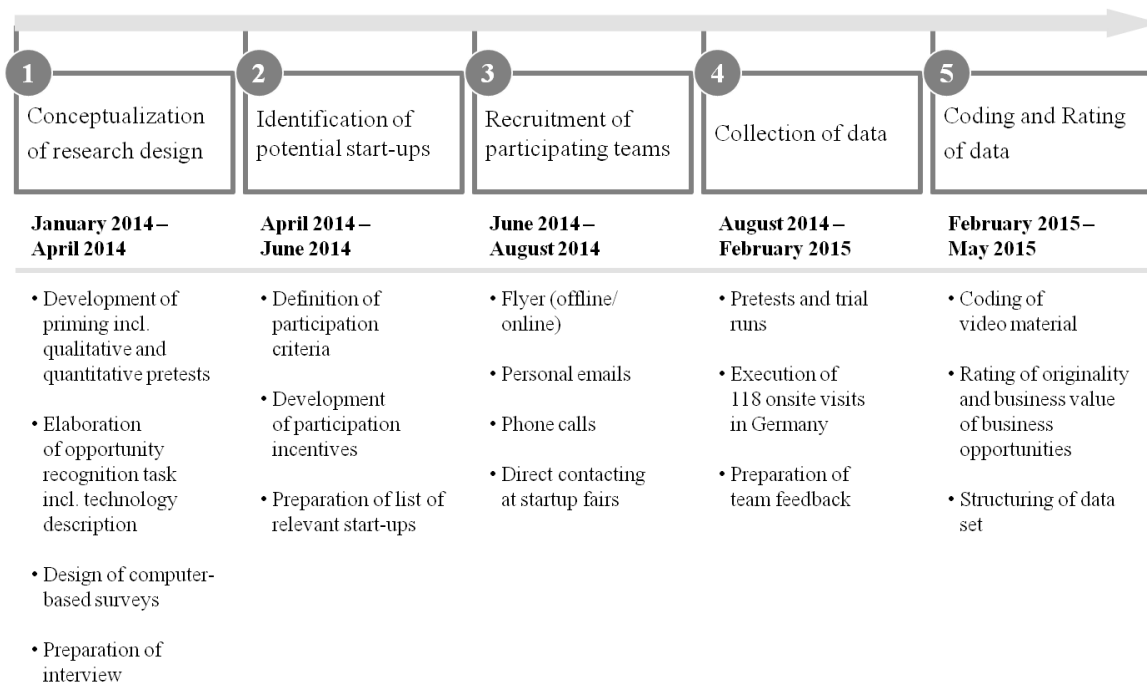 1
Conceptualization
of research design
January 2014 –
April 2014
• Development of
priming incl.
qualitative and
quantitative pretests
• Elaboration
of opportunity
recognition task
incl. technology
description
• Design of computer-
based surveys
• Preparation of
interview
2
Identification of
potential start-ups
April 2014 –
June 2014
• Definition of
participation
criteria
• Development
of participation
incentives
• Preparation of list of
relevant start-ups
3
Recruitment of
participating teams
June 2014 –
August 2014
• Flyer (offline/
online)
• Personal emails
• Phone calls
• Direct contacting
at startup fairs
4
Collection of data
August 2014 –
February 2015
• Pretests and trial
runs
• Execution of
118 onsite visits
in Germany
• Preparation of
team feedback
5
Coding and Rating
of data
February 2015 –
May 2015
• Coding of
video material
• Rating of originality
and business value
of business
opportunities
• Structuring of data
set